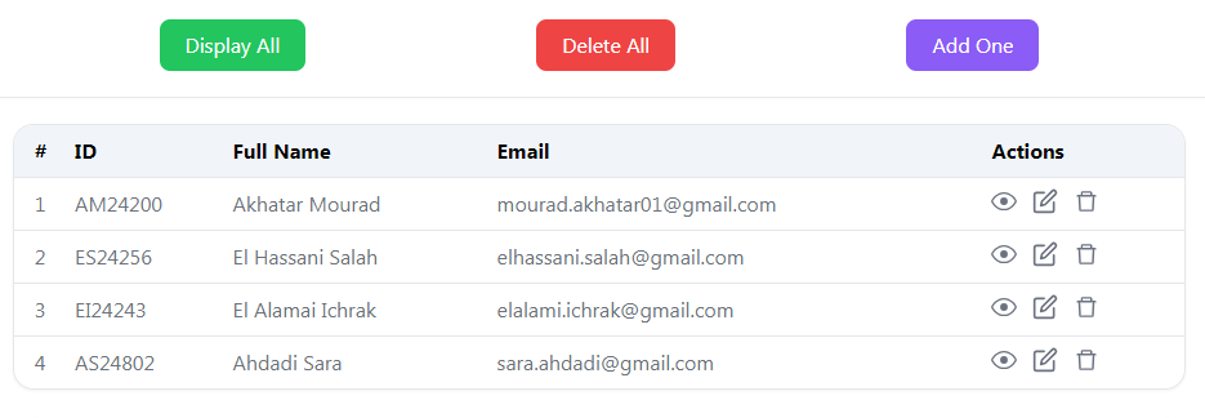 Display All Delete All Add One
# ID Full Name Email Actions
1 AM24200 Akhatar Mourad mourad.akhatar01@gmail.com
2 ES24256 El Hassani Salah elhassani.salah@gmail.com
3 EI24243 El Alamai Ichrak elalami.ichrak@gmail.com
4 AS24802 Ahdadi Sara sara.ahdadi@gmail.com